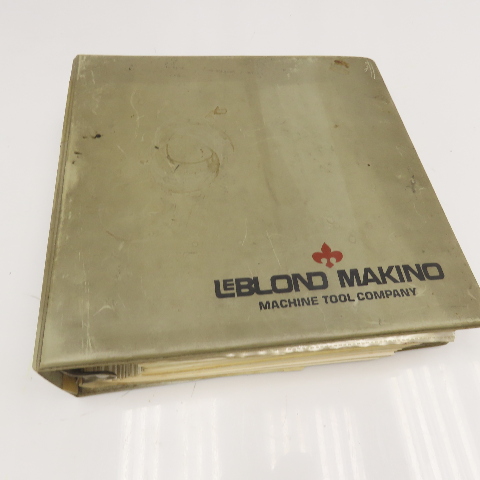 LEBLOND MAKINO
MACHINE TOOL COMPANY